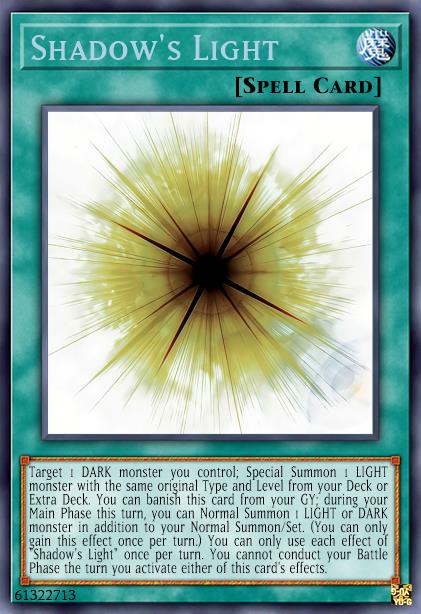 Shadow's Light
[Spell Card]
Target 1 DARK monster you control; Special Summon 1 LIGHT
monster with the same original Type and Level from your Deck or
Extra Deck. You can banish this card from your GY; during your
Main Phase this turn, you can Normal Summon 1 LIGHT or DARK
monster in addition to your Normal Summon/Set. (You can only
gain this effect once per turn.) You can only use each effect of
"Shadow's Light" once per turn. You cannot conduct your Battle
Phase the turn you activate either of this card's effects.
61322713